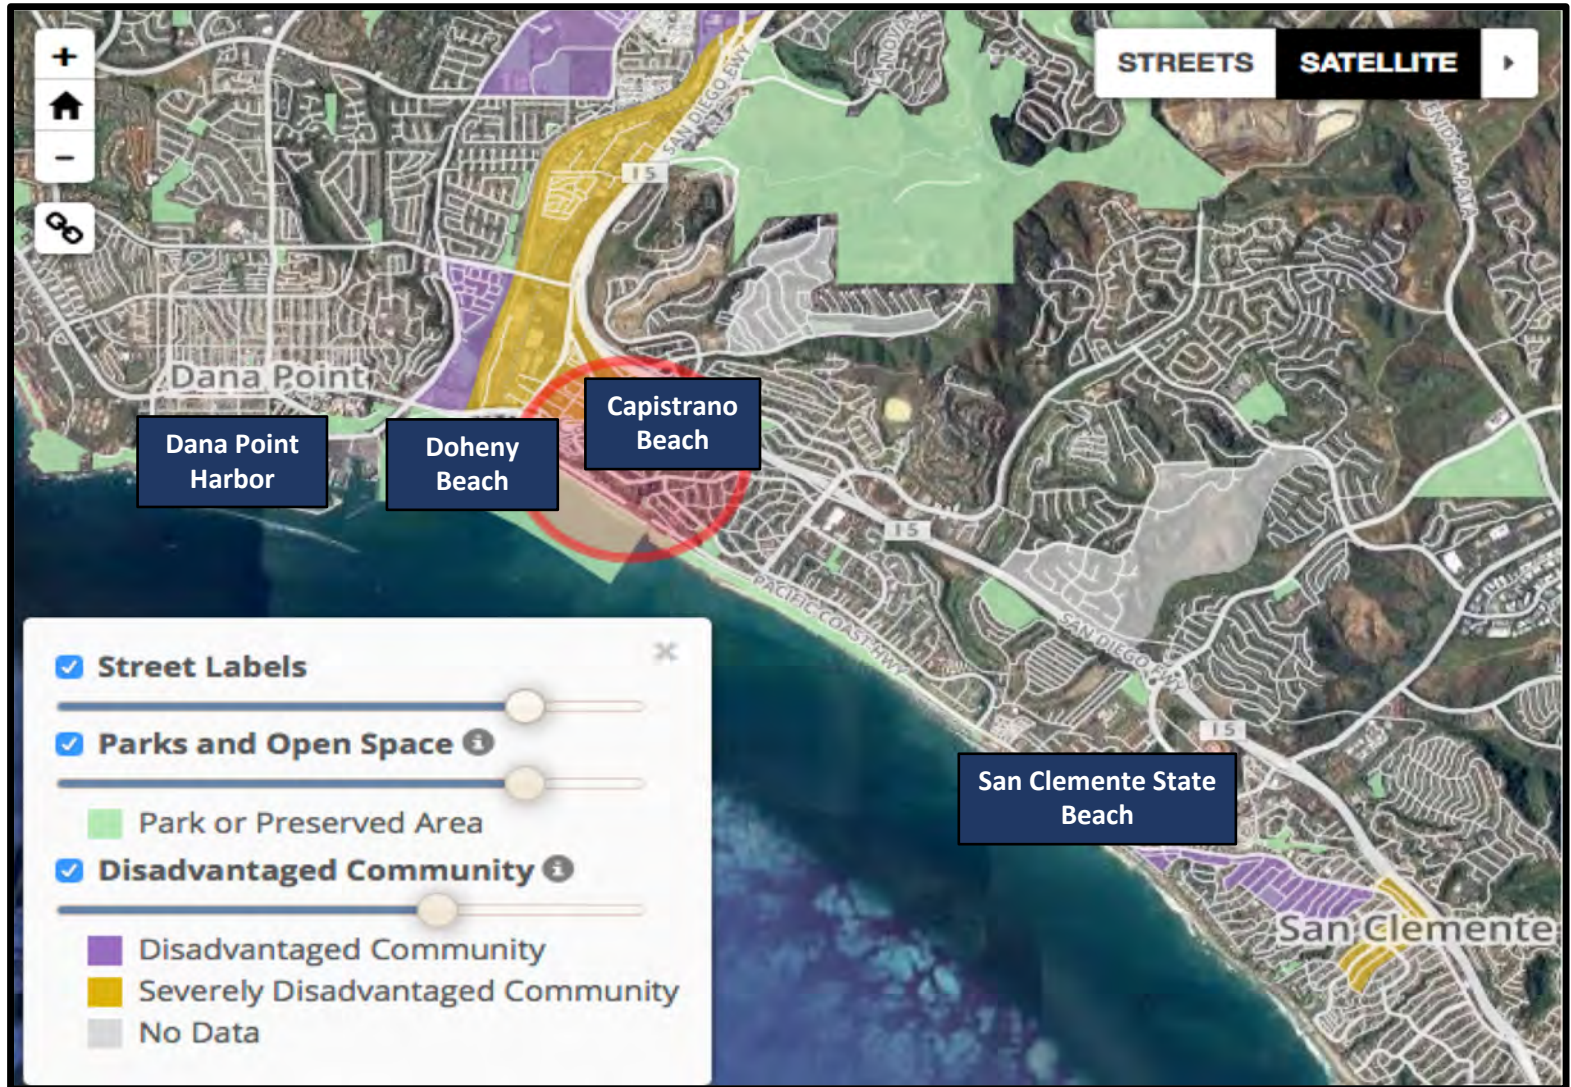 +
-
STREETS
SATELLITE
SAN DIEGO FWY
I 5
Dana Point
Dana Point
Harbor
Doheny
Beach
Capistrano
Beach
I 5
PACIFIC COAST HWY
SAN DIEGO FWY
I 5
San Clemente State
Beach
San Clemente
Street Labels
Parks and Open Space
Park or Preserved Area
Disadvantaged Community
Disadvantaged Community
Severely Disadvantaged Community
No Data